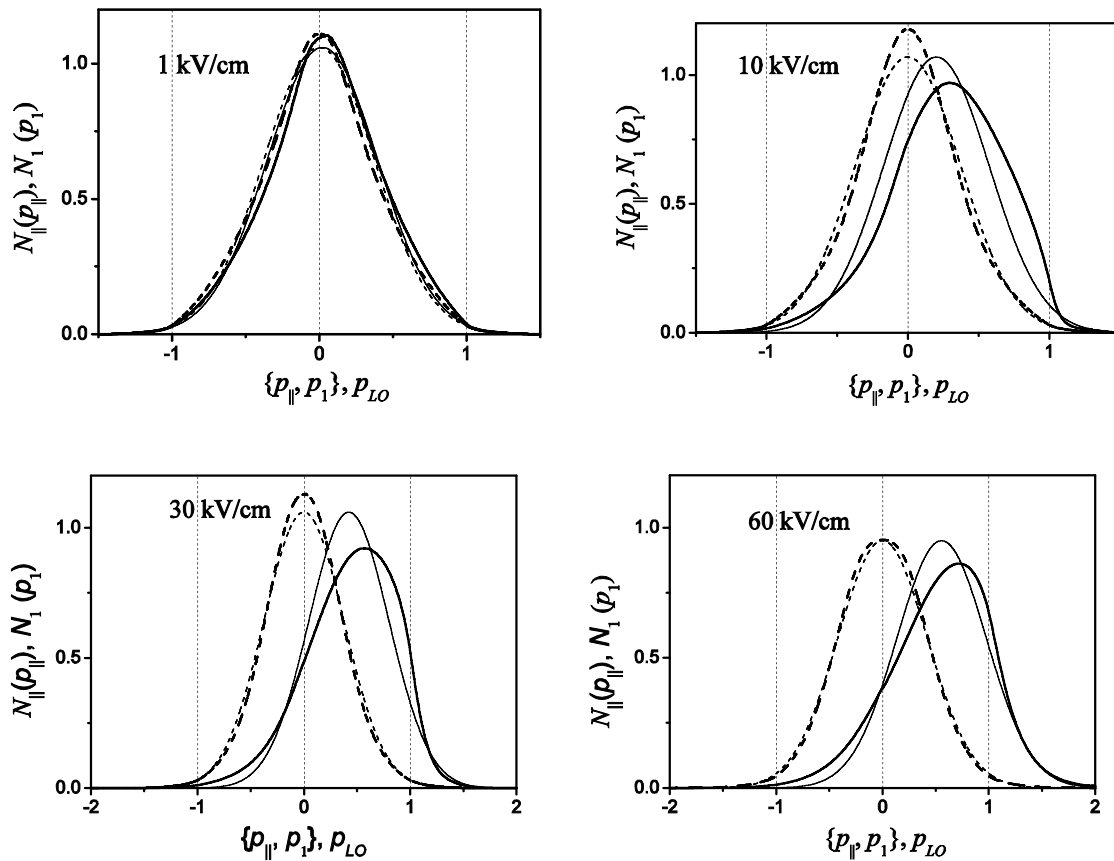 1 kV/cm
N||(p||), N1 (p1)
1.0
0.5
0.0
-1 0 1
{p||, p1}, pLO
10 kV/cm
N||(p||), N1 (p1)
1.0
0.5
0.0
-1 0 1
{p||, p1}, pLO
30 kV/cm
N||(p||), N1 (p1)
1.0
0.5
0.0
-2 -1 0 1 2
{p||, p1}, pLO
60 kV/cm
N||(p||), N1 (p1)
1.0
0.5
0.0
-2 -1 0 1 2
{p||, p1}, pLO